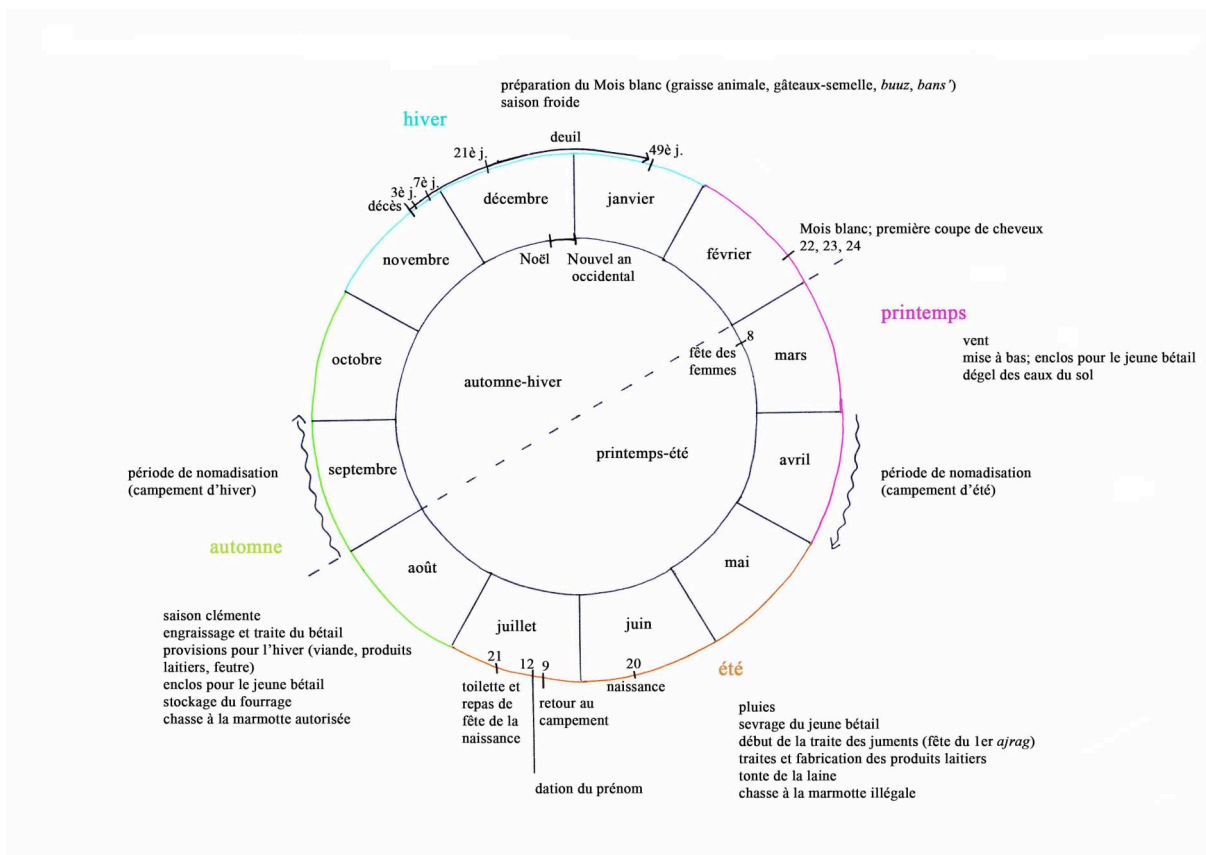 préparation du Mois blanc (graisse animale, gâteaux-semelle, buuz, bans’)
saison froide
hiver
deuil
21è j.
49è j.
7è j.
3è j.
décès
décembre
janvier
novembre
février
Mois blanc; première coupe de cheveux
22, 23, 24
Noël
Nouvel an
occidental
printemps
vent
mise à bas; enclos pour le jeune bétail
dégel des eaux du sol
8
fête des
femmes
mars
octobre
automne-hiver
printemps-été
avril
septembre
période de nomadisation
(campement d’hiver)
période de nomadisation
(campement d’été)
automne
août
mai
juillet
juin
saison clémente
engraissage et traite du bétail
provisions pour l’hiver (viande, produits
laitiers, feutre)
enclos pour le jeune bétail
stockage du fourrage
chasse à la marmotte autorisée
21
12
9
20
toilette et
repas de
fête de la
naissance
retour au
campement
naissance
dation du prénom
été
pluies
sevrage du jeune bétail
début de la traite des juments (fête du 1er ajrag)
traites et fabrication des produits laitiers
tonte de la laine
chasse à la marmotte illégale